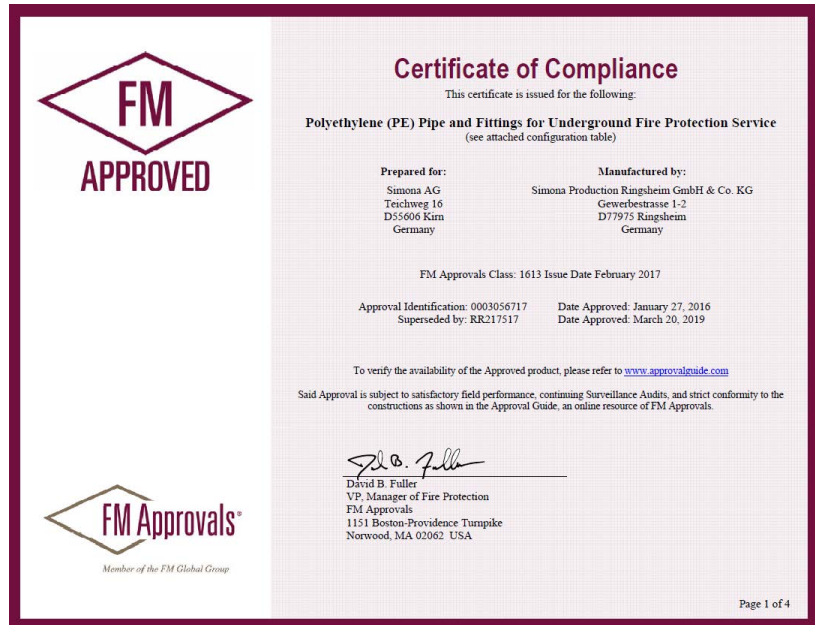 FM
APPROVED
Certificate of Compliance
This certificate is issued for the following:
Polyethylene (PE) Pipe and Fittings for Underground Fire Protection Service
(see attached configuration table)
Prepared for:
Simona AG
Teichweg 16
D55606 Kirn
Germany
Manufactured by:
Simona Production Ringsheim GmbH & Co. KG
Gewerbestrasse 1-2
D77975 Ringsheim
Germany
FM Approvals Class: 1613 Issue Date February 2017
Approval Identification: 0003056717 Date Approved: January 27, 2016
Superseded by: RR217517 Date Approved: March 20, 2019
To verify the availability of the Approved product, please refer to www.approvalguide.com
Said Approval is subject to satisfactory field performance, continuing Surveillance Audits, and strict conformity to the
constructions as shown in the Approval Guide, an online resource of FM Approvals.
David B. Fuller
VP, Manager of Fire Protection
FM Approvals
1151 Boston-Providence Turnpike
Norwood, MA 02062 USA
FM Approvals®
Member of the FM Global Group
Page 1 of 4